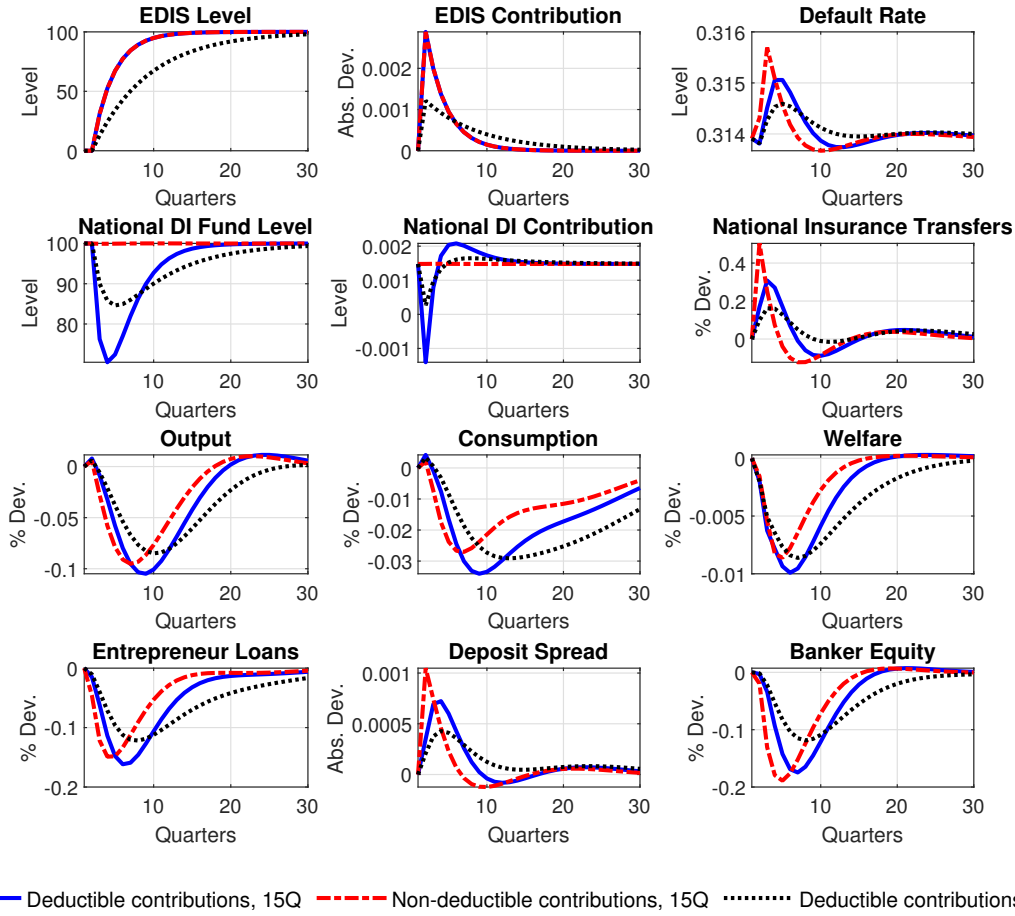 EDIS Level
EDIS Contribution
Default Rate
Level
100
50
0
10
20
30
Quarters
Abs. Dev.
0.002
0.001
0
10
20
30
Quarters
Level
0.316
0.315
0.314
10
20
30
Quarters
National DI Fund Level
National DI Contribution
National Insurance Transfers
Level
100
90
80
10
20
30
Quarters
Level
0.002
0.001
0
-0.001
10
20
30
Quarters
% Dev.
0.4
0.2
0
10
20
30
Quarters
Output
Consumption
Welfare
% Dev.
0
-0.05
-0.1
10
20
30
Quarters
% Dev.
0
-0.01
-0.02
-0.03
10
20
30
Quarters
% Dev.
0
-0.005
-0.01
10
20
30
Quarters
Entrepreneur Loans
Deposit Spread
Banker Equity
% Dev.
0
-0.1
-0.2
10
20
30
Quarters
Abs. Dev.
0.001
0.0005
0
10
20
30
Quarters
% Dev.
0
-0.1
-0.2
10
20
30
Quarters
Deductible contributions, 15Q
Non-deductible contributions, 15Q
Deductible